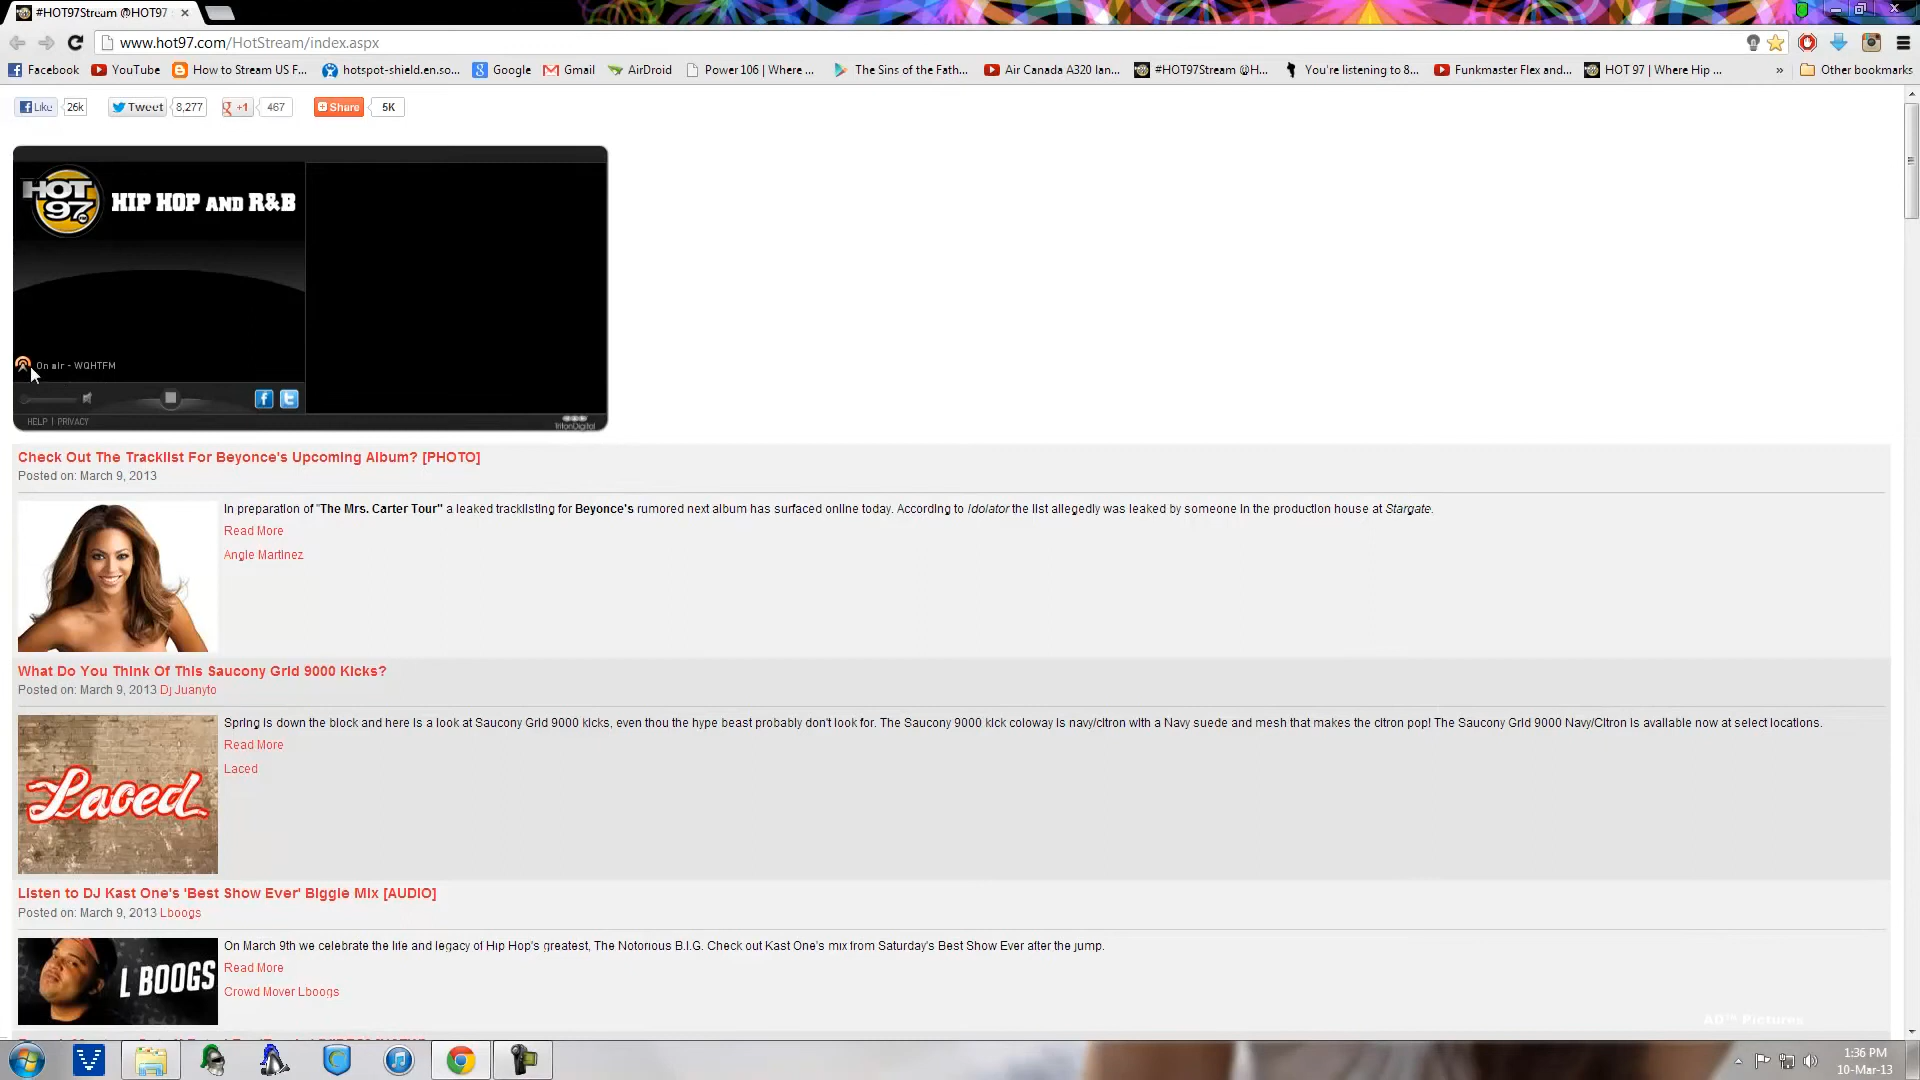 #HOT97Stream @HOT97
www.hot97.com/HotStream/index.aspx
Facebook YouTube How to Stream US F... hotspot-shield.en.so... Google Gmail AirDroid Power 106 | Where ... The Sins of the Fath... Air Canada A320 lan... #HOT97Stream @H... You're listening to 8... Funkmaster Flex and... HOT 97 | Where Hip ... » Other bookmarks
Like 26k Tweet 8,277 +1 467 Share 5K
HOT 97 HIP HOP AND R&B
On air - WQHTFM
HELP | PRIVACY
TritonDigital
Check Out The Tracklist For Beyonce's Upcoming Album? [PHOTO]
Posted on: March 9, 2013
In preparation of "The Mrs. Carter Tour" a leaked tracklisting for Beyonce's rumored next album has surfaced online today. According to Idolator the list allegedly was leaked by someone in the production house at Stargate.
Read More
Angie Martinez
What Do You Think Of This Saucony Grid 9000 Kicks?
Posted on: March 9, 2013 Dj Juanyto
Spring is down the block and here is a look at Saucony Grid 9000 kicks, even thou the hype beast probably don't look for. The Saucony 9000 kick coloway is navy/citron with a Navy suede and mesh that makes the citron pop! The Saucony Grid 9000 Navy/Citron is available now at select locations.
Read More
Laced
Laced
Listen to DJ Kast One's 'Best Show Ever' Biggie Mix [AUDIO]
Posted on: March 9, 2013 Lboogs
On March 9th we celebrate the life and legacy of Hip Hop's greatest, The Notorious B.I.G. Check out Kast One's mix from Saturday's Best Show Ever after the jump.
Read More
L BOOGS
Crowd Mover Lboogs
AD™ Pictures
1:36 PM
10-Mar-13